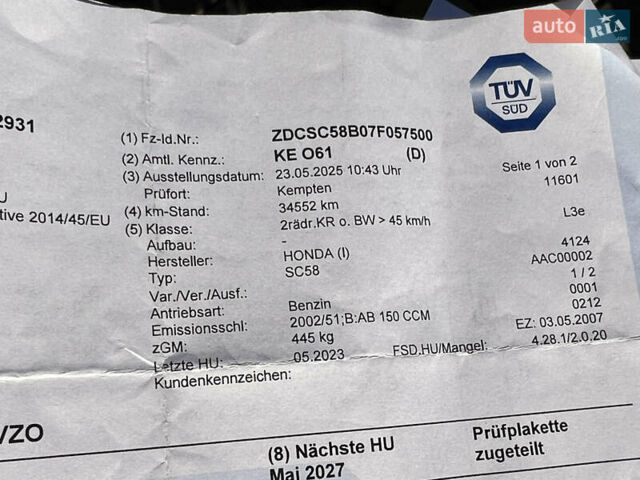 auto RIA
.com
TÜV
SÜD
2931
(1) Fz-Id.Nr.: ZDCSC58B07F057500
(2) Amtl. Kennz.: KE O61 (D)
(3) Ausstellungsdatum: 23.05.2025 10:43 Uhr Seite 1 von 2
Prüfort: Kempten 11601
(4) km-Stand: 34552 km
(5) Klasse: 2rädr.KR o. BW > 45 km/h L3e
Aufbau: - 4124
Hersteller: HONDA (I) AAC00002
Typ: SC58 1 / 2
Var./Ver./Ausf.: 0001
Antriebsart: Benzin 0212
Emissionsschl: 2002/51;B:AB 150 CCM EZ: 03.05.2007
zGM: 445 kg FSD.HU/Mangel: 4.28.1/2.0.20
Letzte HU: 05.2023
Kundenkennzeichen:
U
tive 2014/45/EU
/VZO
(8) Nächste HU
Mai 2027
Prüfplakette
zugeteilt